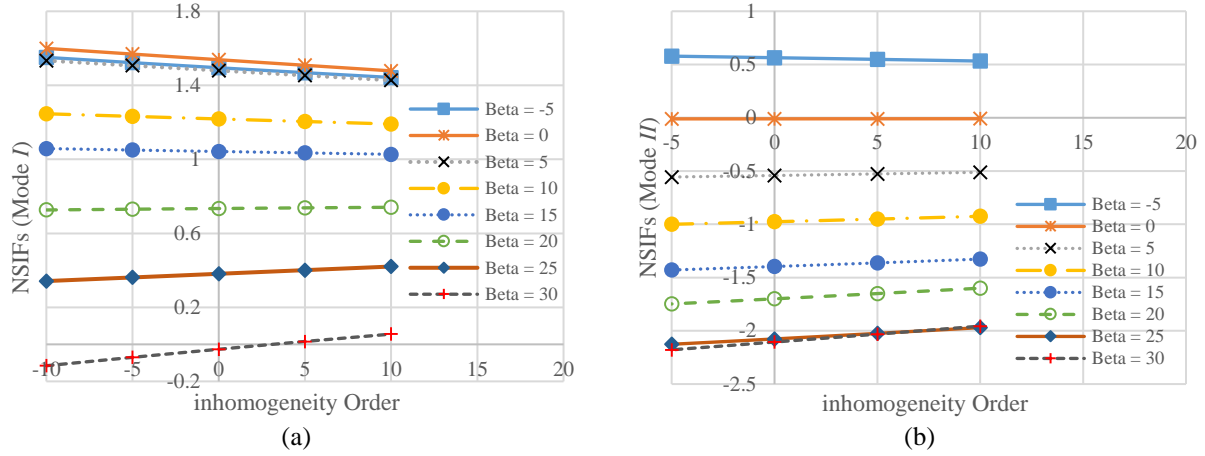 1.8
1.4
1
0.6
0.2
-0.2
-10
-5
0
5
10
15
20
NSIFs (Mode I)
inhomogeneity Order
Beta = -5
Beta = 0
Beta = 5
Beta = 10
Beta = 15
Beta = 20
Beta = 25
Beta = 30
(a)
1
0.5
0
-0.5
-1
-1.5
-2
-2.5
-5
0
5
10
15
20
NSIFs (Mode II)
inhomogeneity Order
Beta = -5
Beta = 0
Beta = 5
Beta = 10
Beta = 15
Beta = 20
Beta = 25
Beta = 30
(b)